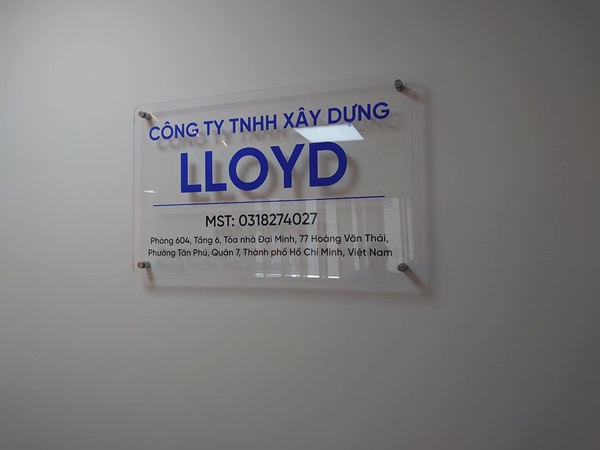 CÔNG TY TNHH XÂY DỰNG
LLOYD
MST: 0318274027
Phòng 604, Tầng 6, Tòa nhà Đại Minh, 77 Hoàng Văn Thái,
Phường Tân Phú, Quận 7, Thành phố Hồ Chí Minh, Việt Nam